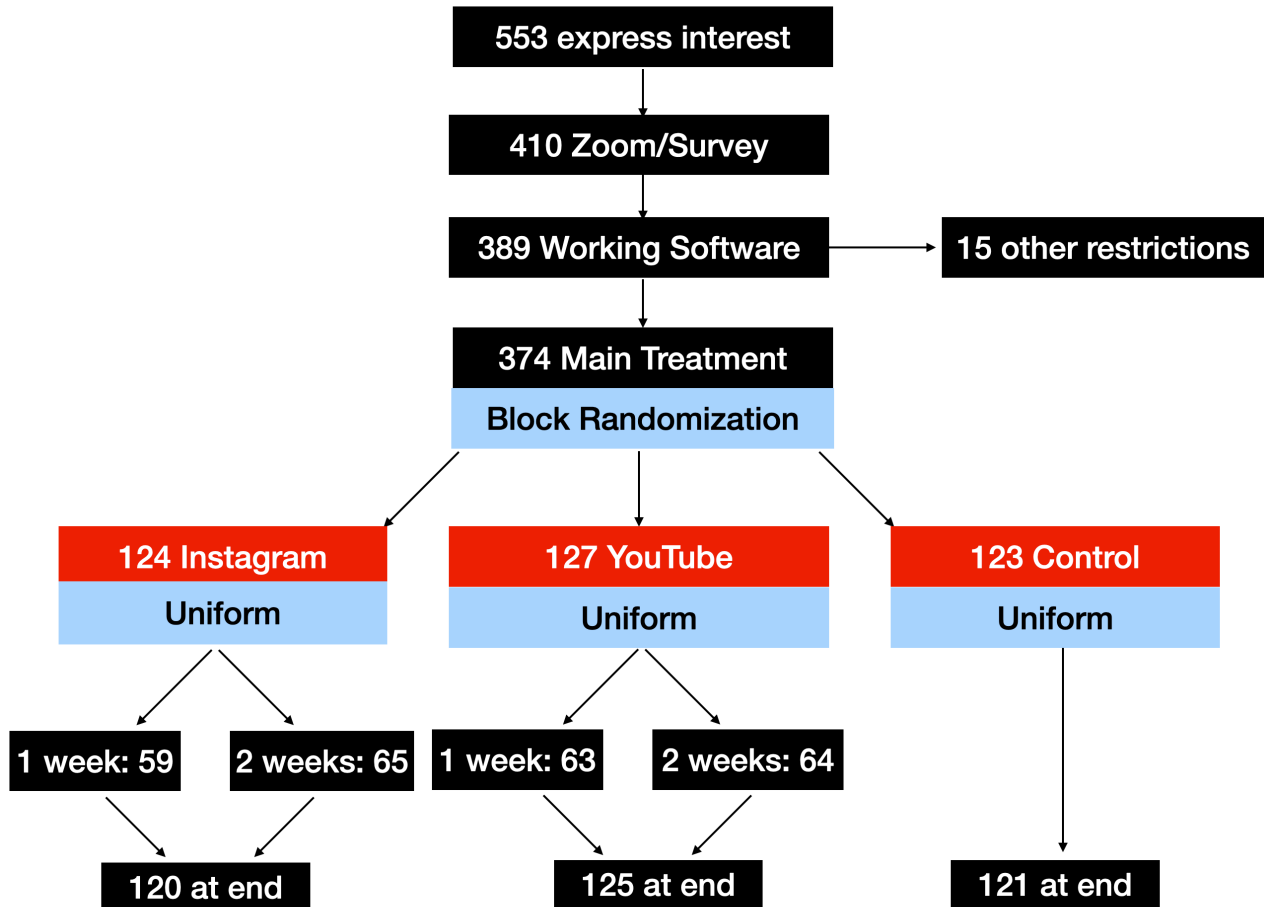 553 express interest
410 Zoom/Survey
389 Working Software
15 other restrictions
374 Main Treatment
Block Randomization
124 Instagram
Uniform
127 YouTube
Uniform
123 Control
Uniform
1 week: 59
2 weeks: 65
1 week: 63
2 weeks: 64
120 at end
125 at end
121 at end